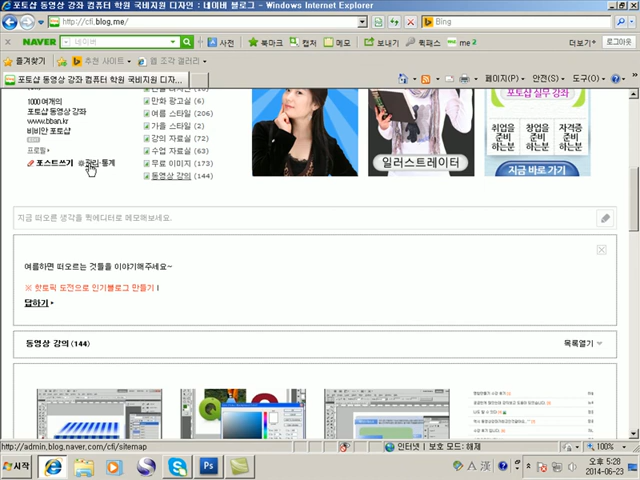 포토샵 동영상 강좌 컴퓨터 학원 국비지원 디자인 : 네이버 블로그 - Windows Internet Explorer
http://cfi.blog.me/
Bing
NAVER
네이버
사전
북마크
캡처
메모
보내기
퀵패스
me2
더보기
로그아웃
즐겨찾기
추천 사이트
웹 조각 갤러리
포토샵 동영상 강좌 컴퓨터 학원 국비지원 디자...
페이지(P)
안전(S)
도구(O)
1000여개의
포토샵 동영상 강좌
www.bban.kr
비비안 포토샵
EDIT
프로필
포스트쓰기
관리·통계
만화 광고실 (6)
여름 스타일 (206)
가을 스타일 (2)
강의 자료실 (72)
수업 자료실 (63)
무료 이미지 (173)
동영상 강의 (144)
일러스트레이터
포토샵 실무 강좌
취업을 준비 하는분
창업을 준비 하는분
자격증 준비 하는분
지금 바로 가기
지금 떠오른 생각을 퀵에디터로 메모해보세요.
여름하면 떠오르는 것들을 이야기해주세요~
※ 핫토픽 도전으로 인기블로그 만들기 !
답하기
동영상 강의 (144)
목록열기
http://admin.blog.naver.com/cfi/sitemap
인터넷 | 보호 모드: 해제
100%
시작
A 漢
오후 5:28
2014-06-23